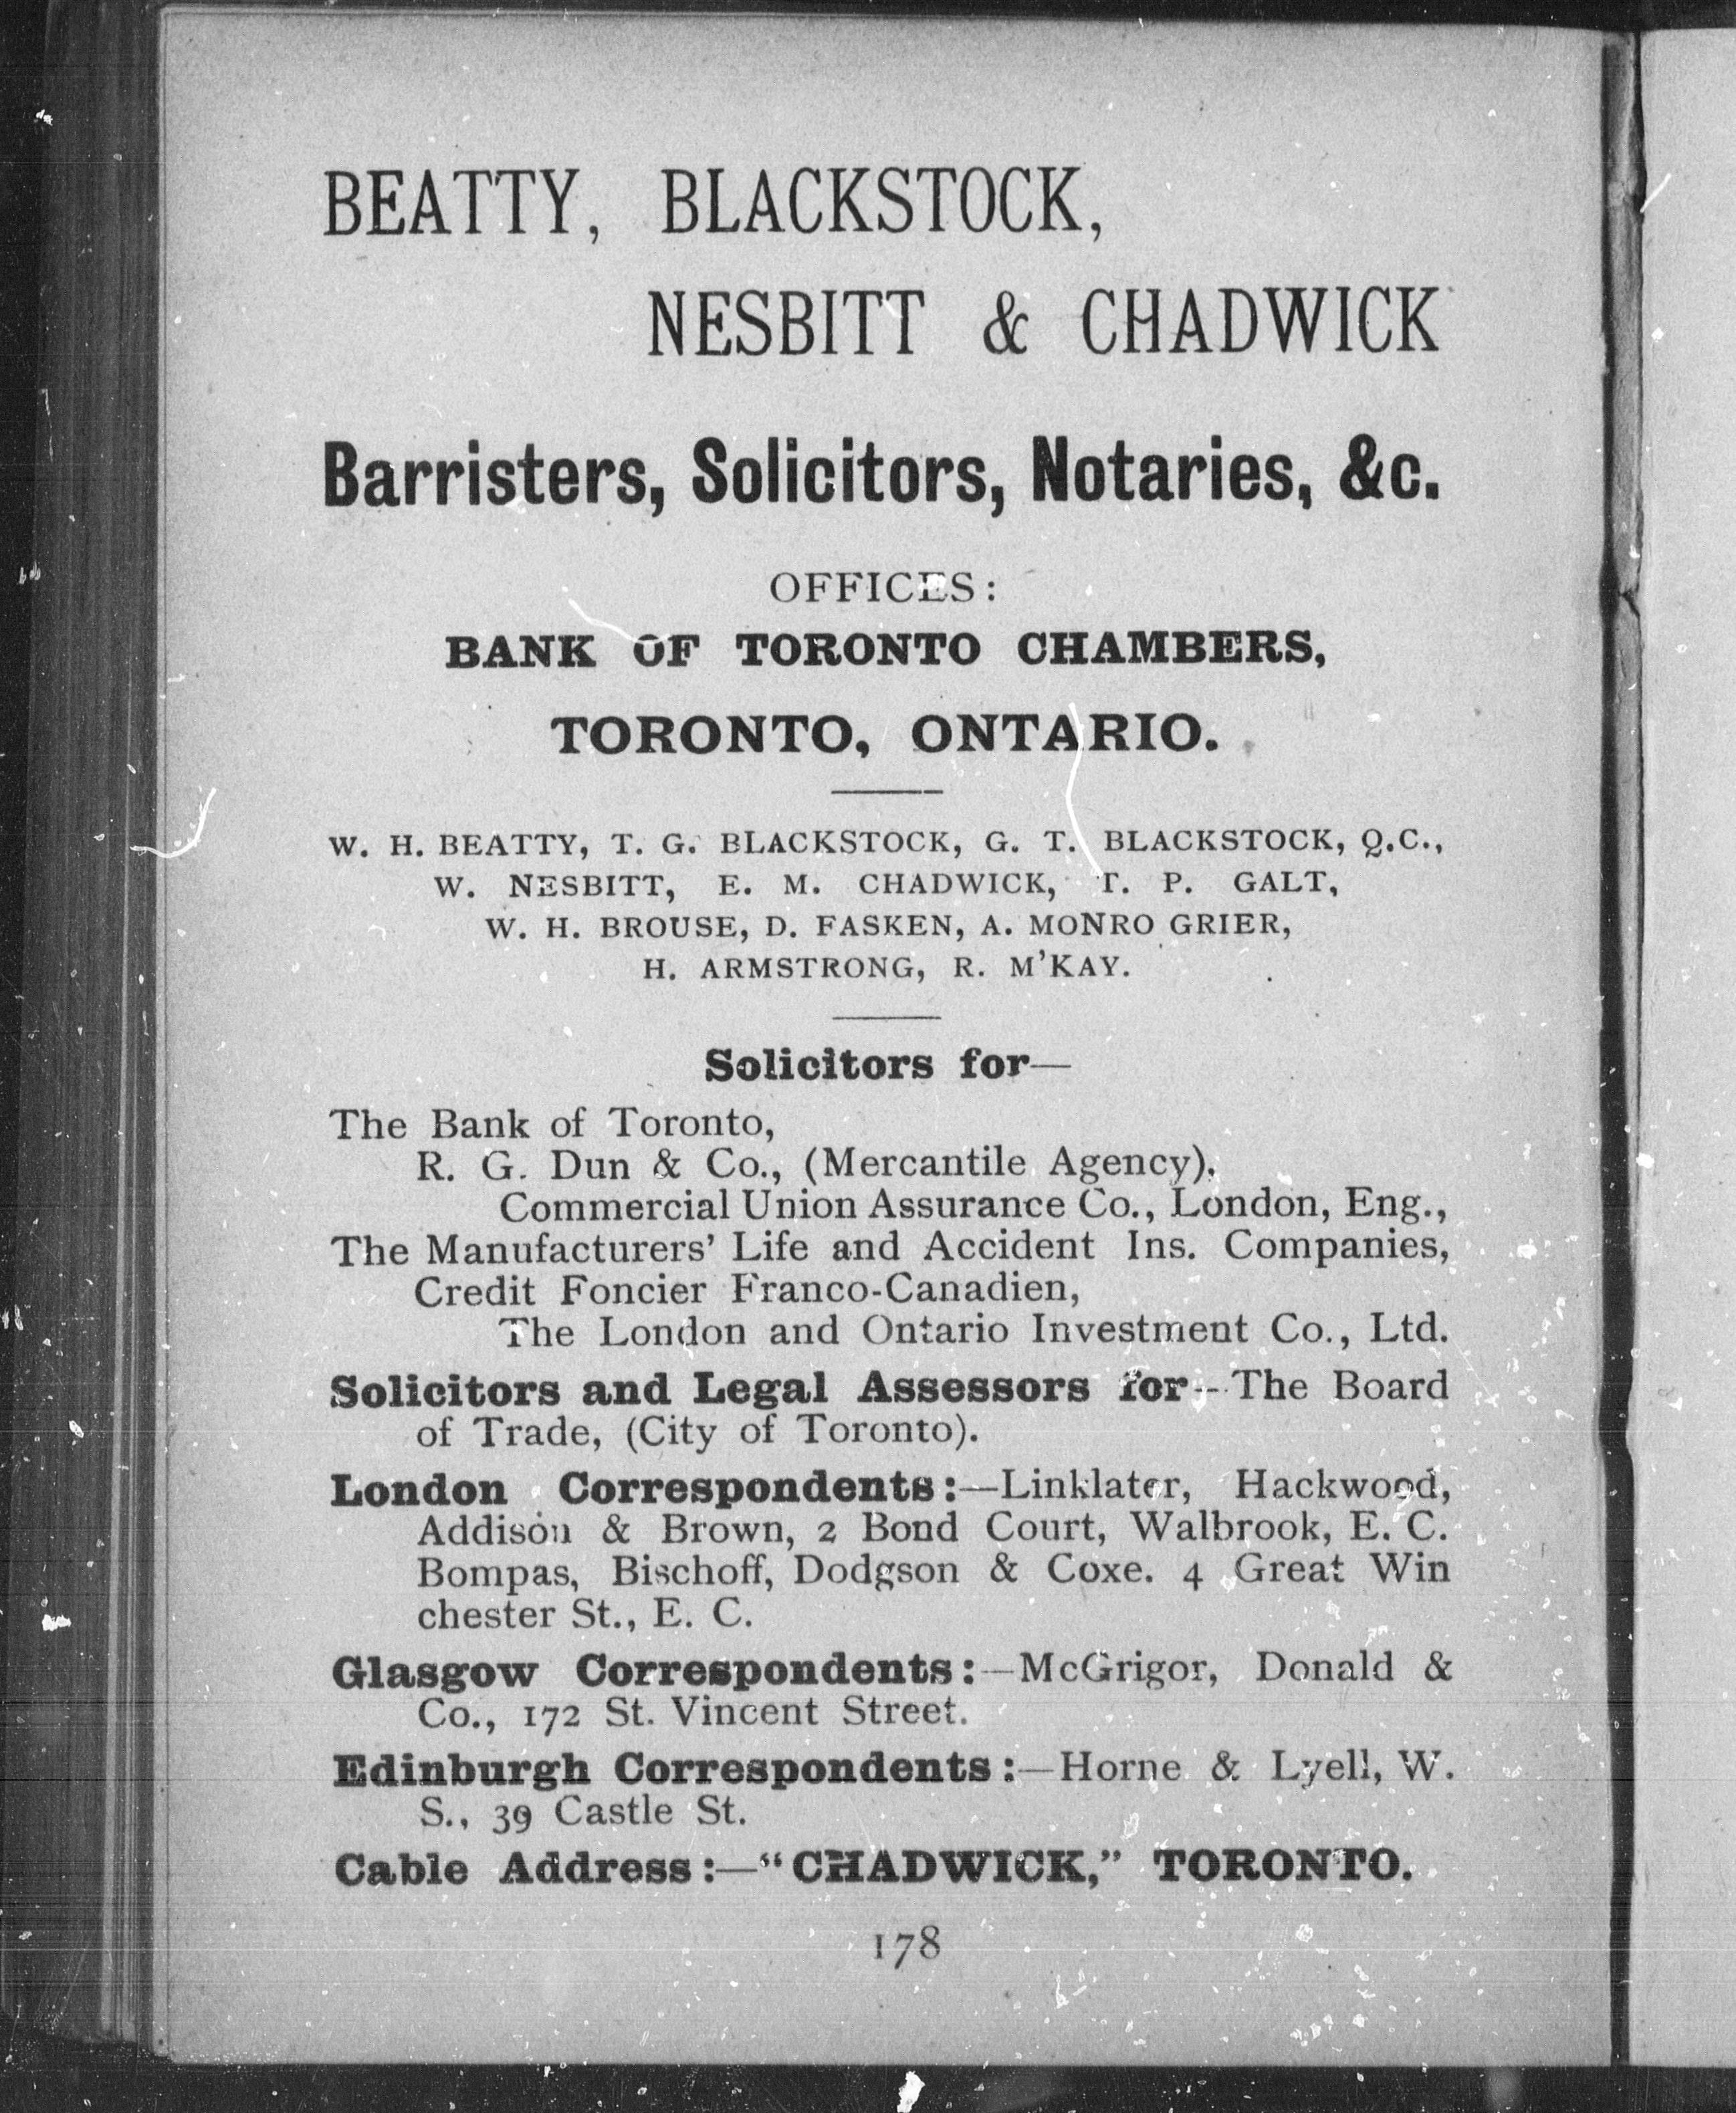 BEATTY, BLACKSTOCK,
NESBITT & CHADWICK
Barristers, Solicitors, Notaries, &c.
OFFICES:
BANK OF TORONTO CHAMBERS,
TORONTO, ONTARIO.
W. H. BEATTY, T. G. BLACKSTOCK, G. T. BLACKSTOCK, Q.C.,
W. NESBITT, E. M. CHADWICK, T. P. GALT,
W. H. BROUSE, D. FASKEN, A. MONRO GRIER,
H. ARMSTRONG, R. M'KAY.
Solicitors for—
The Bank of Toronto,
R. G. Dun & Co., (Mercantile Agency),
Commercial Union Assurance Co., London, Eng.,
The Manufacturers' Life and Accident Ins. Companies,
Credit Foncier Franco-Canadien,
The London and Ontario Investment Co., Ltd.
Solicitors and Legal Assessors for—The Board
of Trade, (City of Toronto).
London Correspondents:—Linklater, Hackwood,
Addison & Brown, 2 Bond Court, Walbrook, E. C.
Bompas, Bischoff, Dodgson & Coxe. 4 Great Win
chester St., E. C.
Glasgow Correspondents:—McGrigor, Donald &
Co., 172 St. Vincent Street.
Edinburgh Correspondents:—Horne & Lyell, W.
S., 39 Castle St.
Cable Address:—"CHADWICK," TORONTO.
178